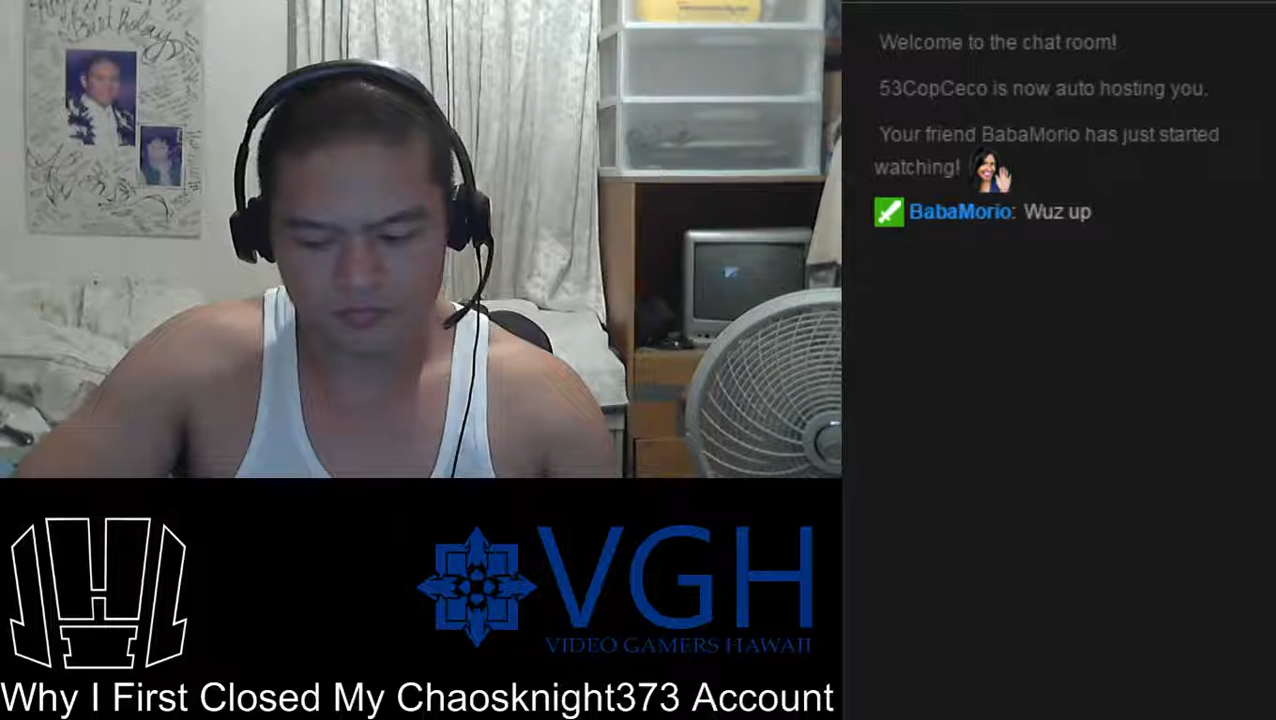 Birthday
Welcome to the chat room!
53CopCeco is now auto hosting you.
Your friend BabaMorio has just started
watching!
BabaMorio: Wuz up
VGH
VIDEO GAMERS HAWAII
Why I First Closed My Chaosknight373 Account